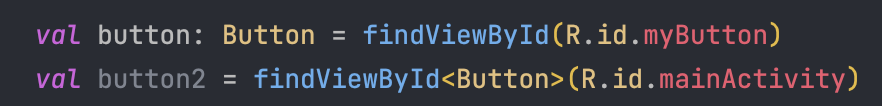 val button: Button = findViewById(R.id.myButton)
val button2 = findViewById<Button>(R.id.mainActivity)